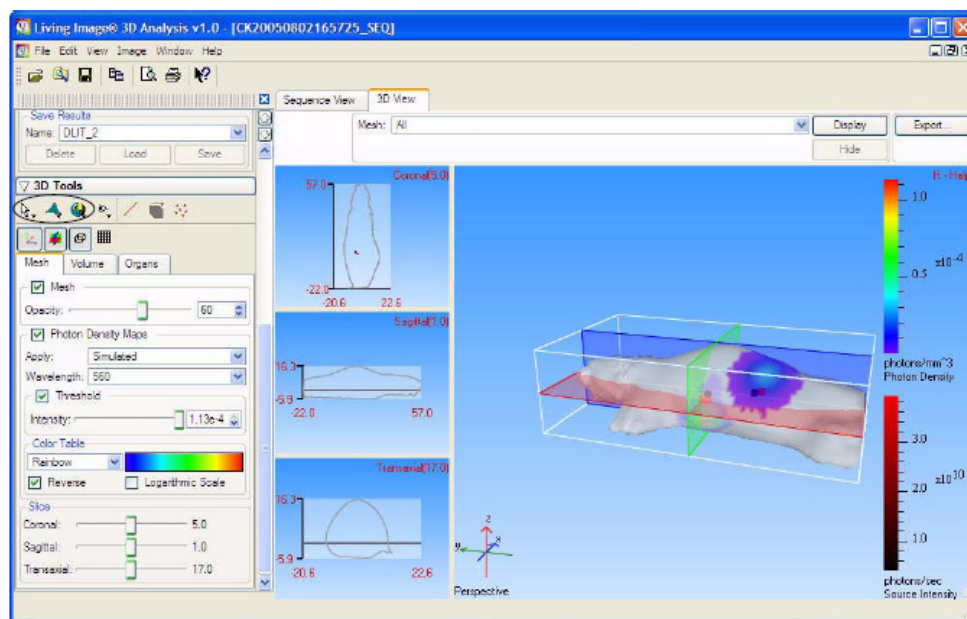 Living Image® 3D Analysis v1.0 - [CK20050802165725_SEQ]
File Edit View Image Window Help
Sequence View 3D View
Save Results
Name: DLIT_2
Delete Load Save
3D Tools
Mesh Volume Organs
Mesh
Opacity: 60
Photon Density Maps
Apply: Simulated
Wavelength: 560
Threshold
Intensity: 1.13e-4
Color Table
Rainbow
Reverse Logarithmic Scale
Slice
Coronal: 5.0
Sagittal: 1.0
Transaxial: 17.0
Mesh: All Display Export...
Hide
Coronal(5.0)
57.0
-22.0
-20.6 22.6
Sagittal(1.0)
16.3
-5.9
-22.0 57.0
Transaxial(17.0)
16.3
-5.9
-20.6 22.6
H - Help
1.0
x10^-4
0.5
photons/mm^3
Photon Density
3.0
x10^10
2.0
1.0
photons/sec
Source Intensity
z
x
y
Perspective